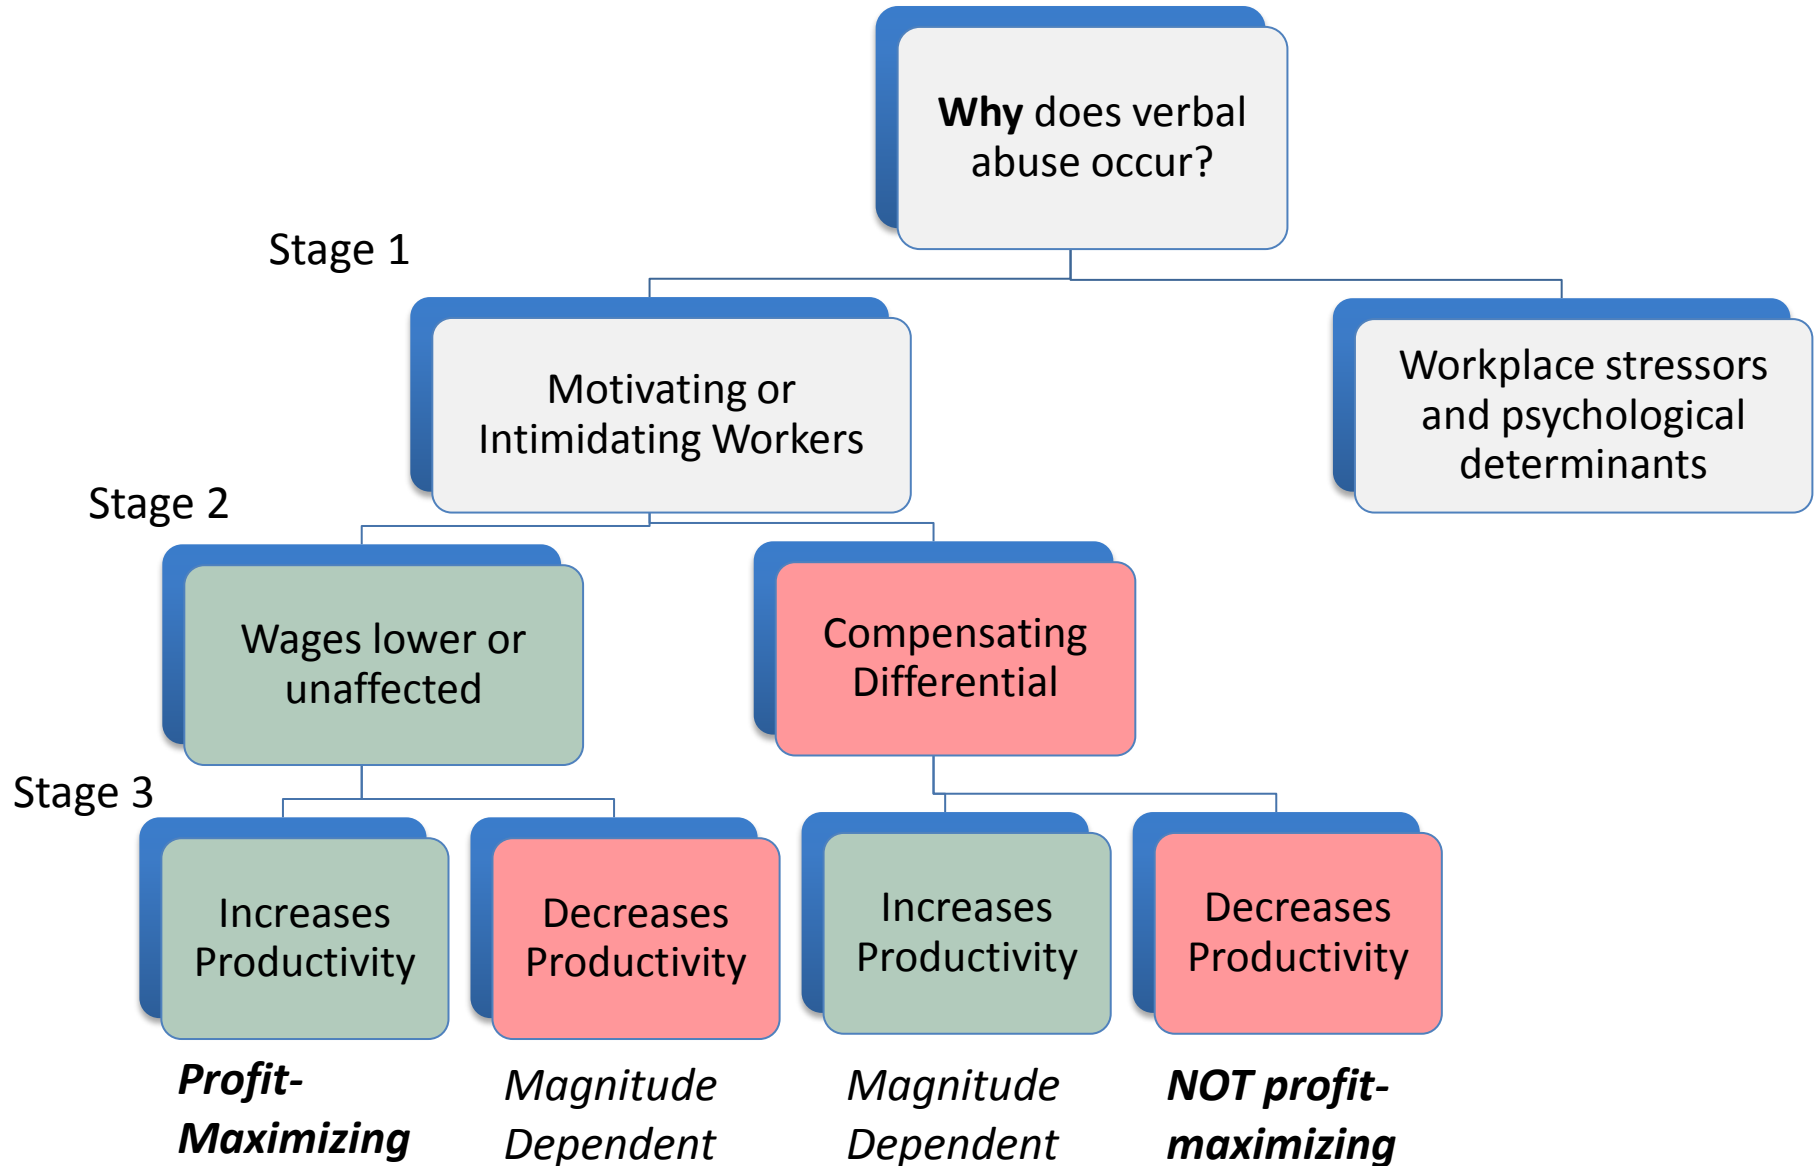 Why does verbal
abuse occur?
Stage 1
Motivating or
Intimidating Workers
Workplace stressors
and psychological
determinants
Stage 2
Wages lower or
unaffected
Compensating
Differential
Stage 3
Increases
Productivity
Decreases
Productivity
Increases
Productivity
Decreases
Productivity
Profit-
Maximizing
Magnitude
Dependent
Magnitude
Dependent
NOT profit-
maximizing